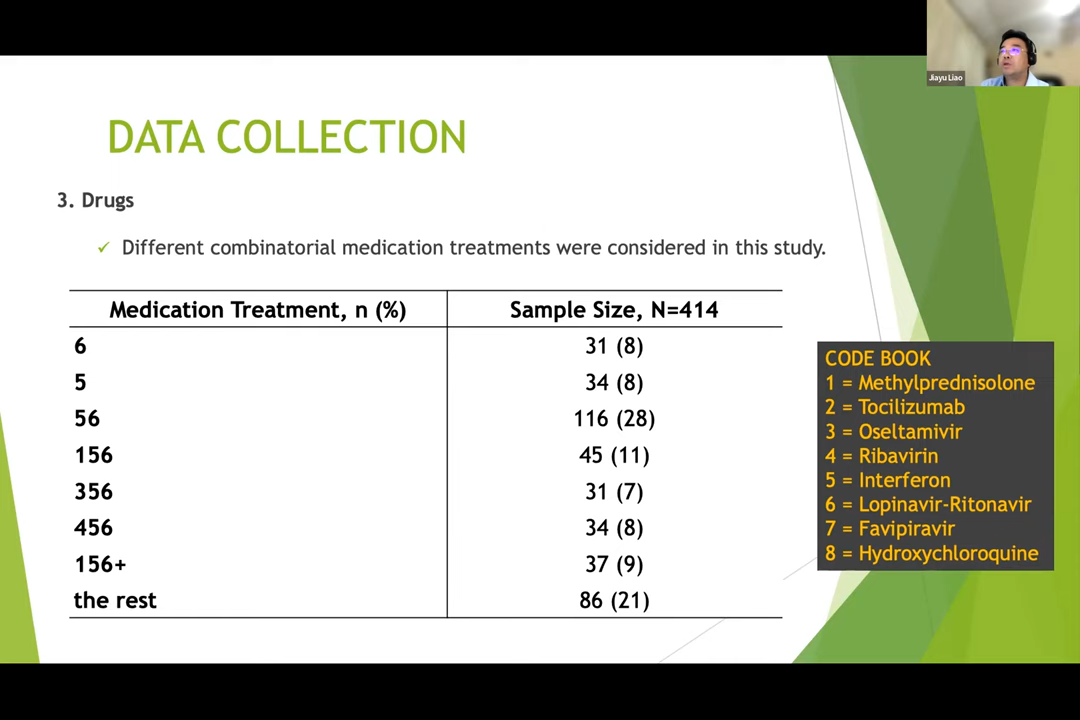 Jiayu Liao
DATA COLLECTION
3. Drugs
✓ Different combinatorial medication treatments were considered in this study.
Medication Treatment, n (%) Sample Size, N=414
6 31 (8)
5 34 (8)
56 116 (28)
156 45 (11)
356 31 (7)
456 34 (8)
156+ 37 (9)
the rest 86 (21)
CODE BOOK
1 = Methylprednisolone
2 = Tocilizumab
3 = Oseltamivir
4 = Ribavirin
5 = Interferon
6 = Lopinavir-Ritonavir
7 = Favipiravir
8 = Hydroxychloroquine